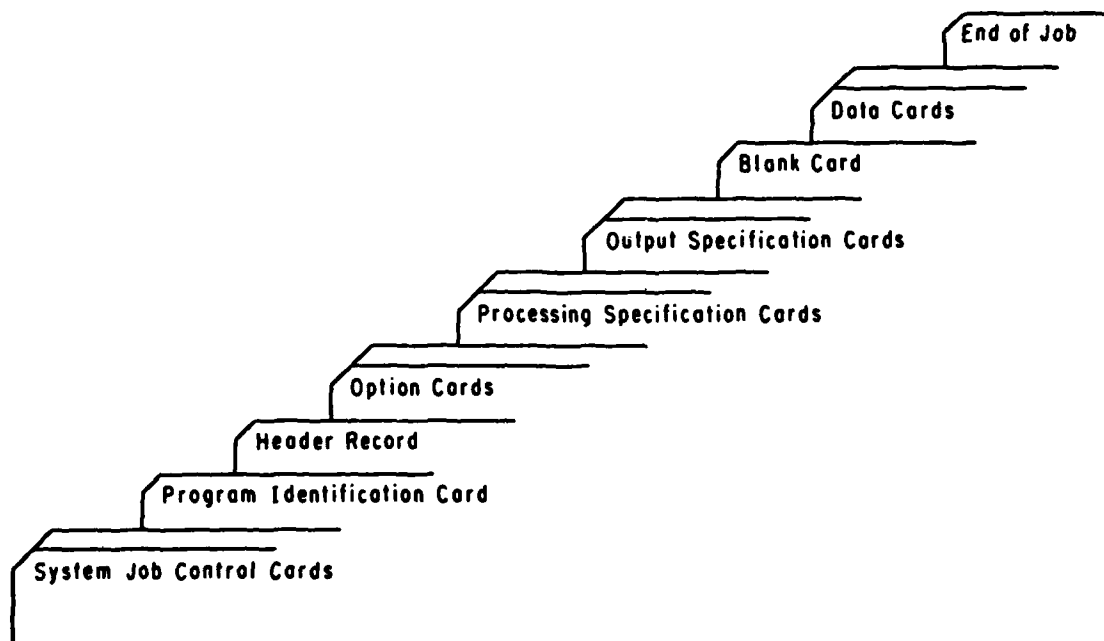 End of Job
Data Cards
Blank Card
Output Specification Cards
Processing Specification Cards
Option Cards
Header Record
Program Identification Card
System Job Control Cards